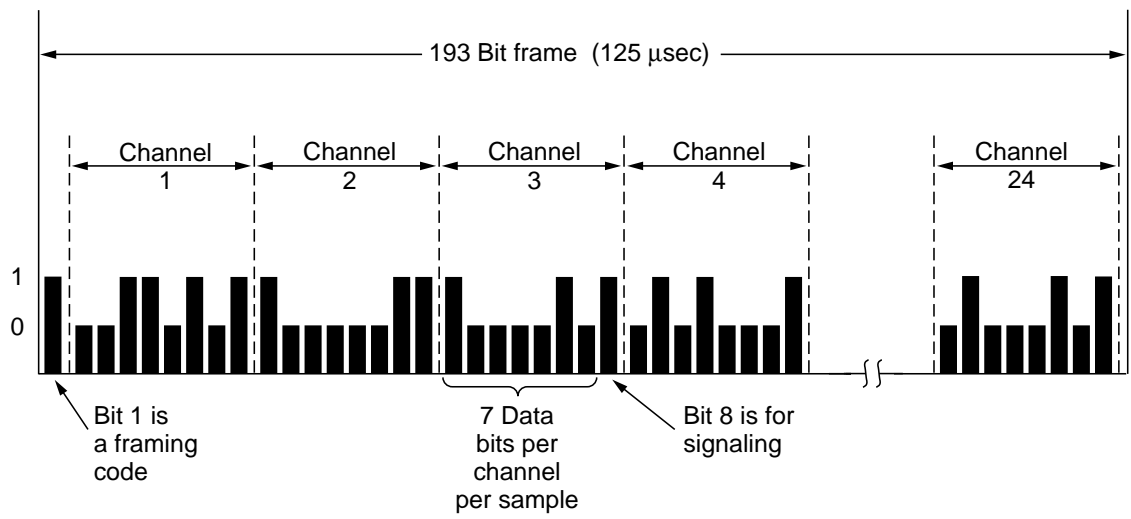 193 Bit frame (125 μsec)
Channel
1
Channel
2
Channel
3
Channel
4
Channel
24
1
0
Bit 1 is
a framing
code
7 Data
bits per
channel
per sample
Bit 8 is for
signaling